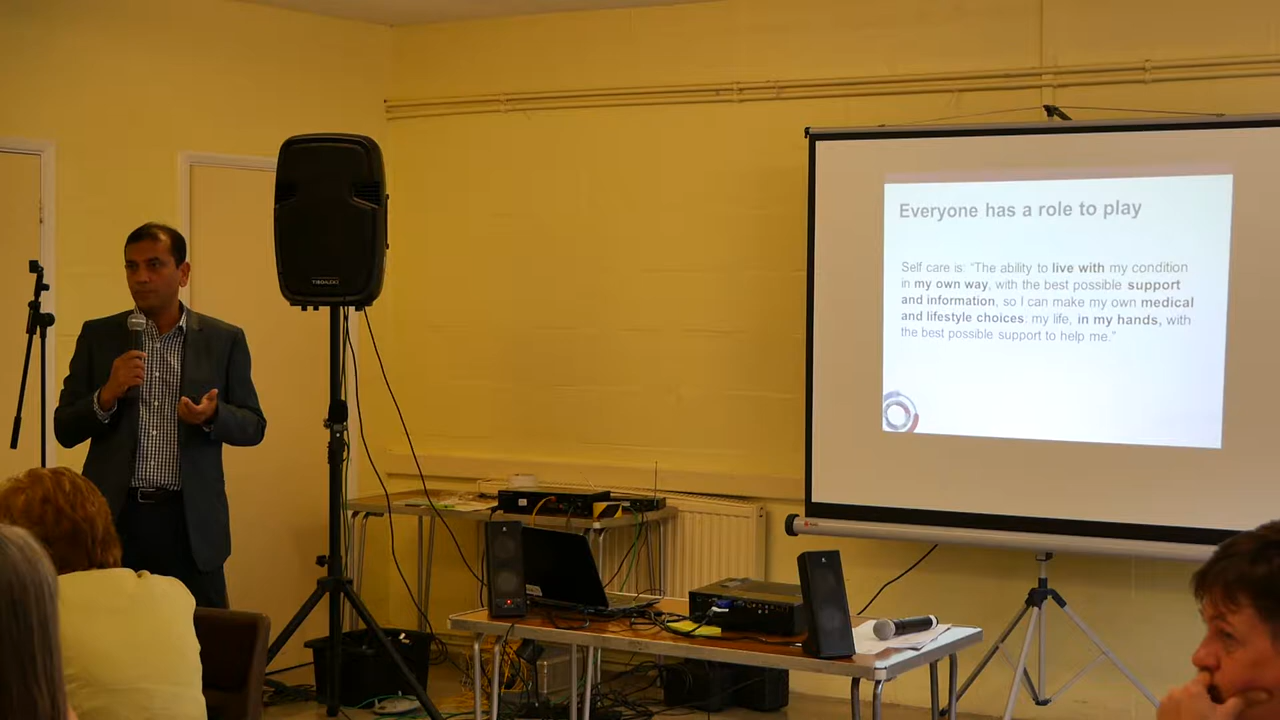 Everyone has a role to play
Self care is: "The ability to live with my condition
in my own way, with the best possible support
and information, so I can make my own medical
and lifestyle choices: my life, in my hands, with
the best possible support to help me."